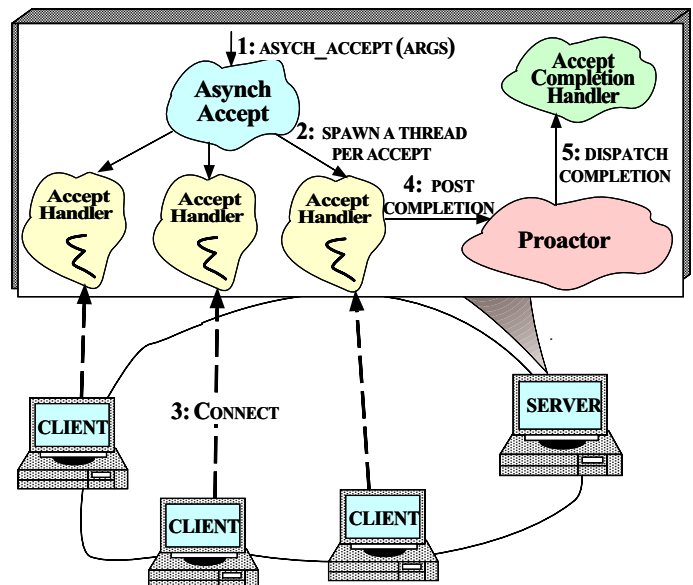 1: ASYCH_ACCEPT (ARGS)
Asynch
Accept
Accept
Completion
Handler
2: SPAWN A THREAD
PER ACCEPT
5: DISPATCH
COMPLETION
4: POST
COMPLETION
Accept
Handler
Accept
Handler
Accept
Handler
Proactor
3: CONNECT
CLIENT
SERVER
CLIENT
CLIENT